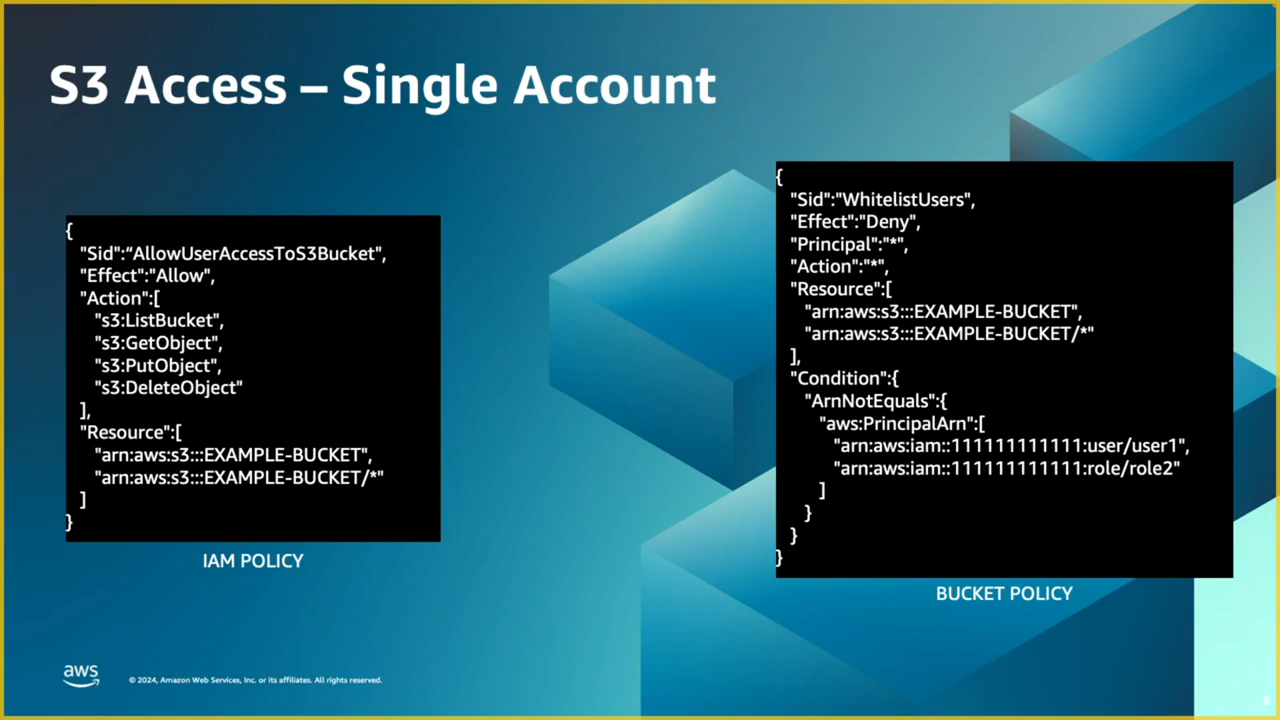 S3 Access – Single Account
{
"Sid":“AllowUserAccessToS3Bucket",
"Effect":"Allow",
"Action":[
"s3:ListBucket",
"s3:GetObject",
"s3:PutObject",
"s3:DeleteObject"
],
"Resource":[
"arn:aws:s3:::EXAMPLE-BUCKET",
"arn:aws:s3:::EXAMPLE-BUCKET/*"
]
}
IAM POLICY
{
"Sid":"WhitelistUsers",
"Effect":"Deny",
"Principal":"*",
"Action":"*",
"Resource":[
"arn:aws:s3:::EXAMPLE-BUCKET",
"arn:aws:s3:::EXAMPLE-BUCKET/*"
],
"Condition":{
"ArnNotEquals":{
"aws:PrincipalArn":[
"arn:aws:iam::111111111111:user/user1",
"arn:aws:iam::111111111111:role/role2"
]
}
}
}
BUCKET POLICY
aws
© 2024, Amazon Web Services, Inc. or its affiliates. All rights reserved.